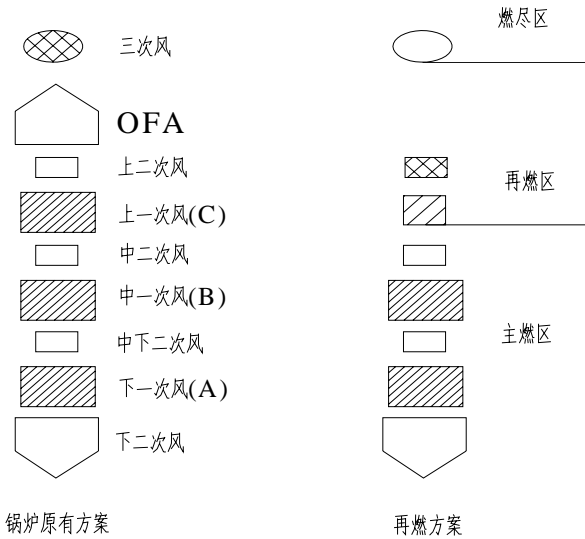 燃尽区
三次风
OFA
上二次风
再燃区
上一次风(C)
中二次风
中一次风(B)
主燃区
中下二次风
下一次风(A)
下二次风
锅炉原有方案
再燃方案